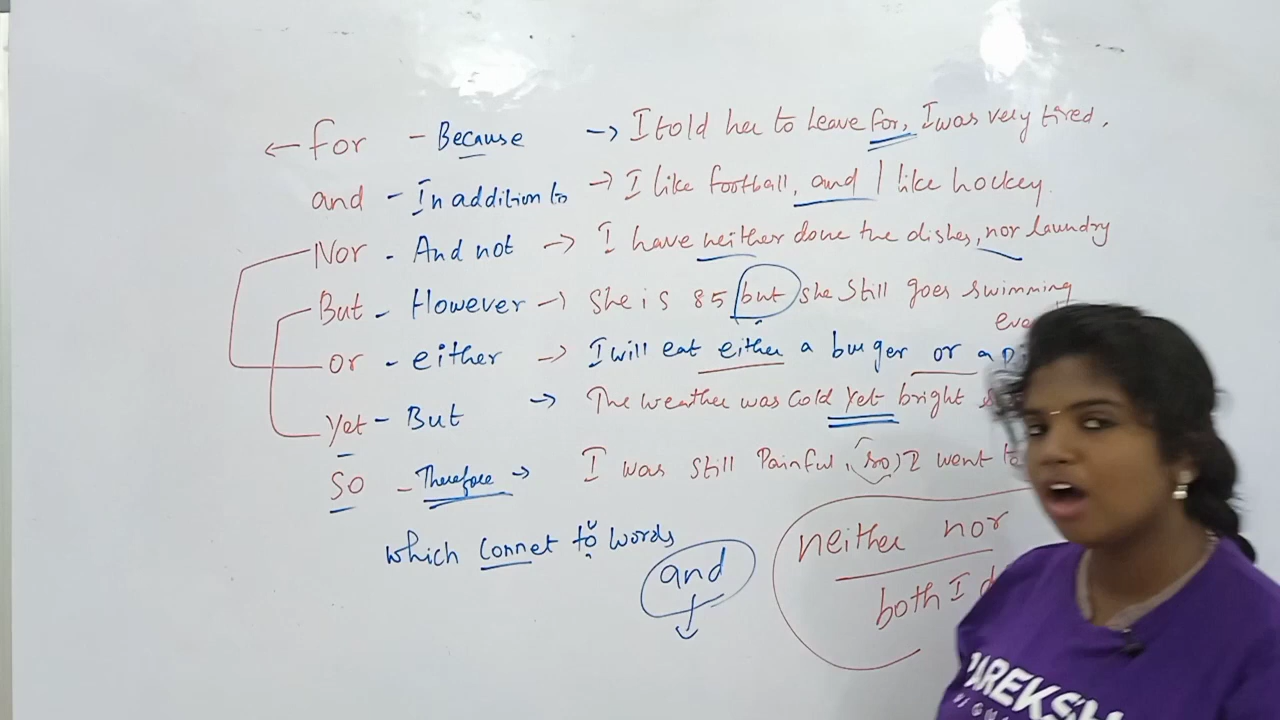 ← for - Because → I told her to leave for, I was very tired.
and - In addition to → I like football, and I like hockey.
Nor - And not → I have neither done the dishes, nor laundry
But - However → She is 85 but she still goes swimming
or - either → I will eat either a burger or a
Yet - But → The weather was cold yet bright
So - Therefore → I was still Painful, (so) I went to
which connet to words
and
neither nor
both I
PAREKSH